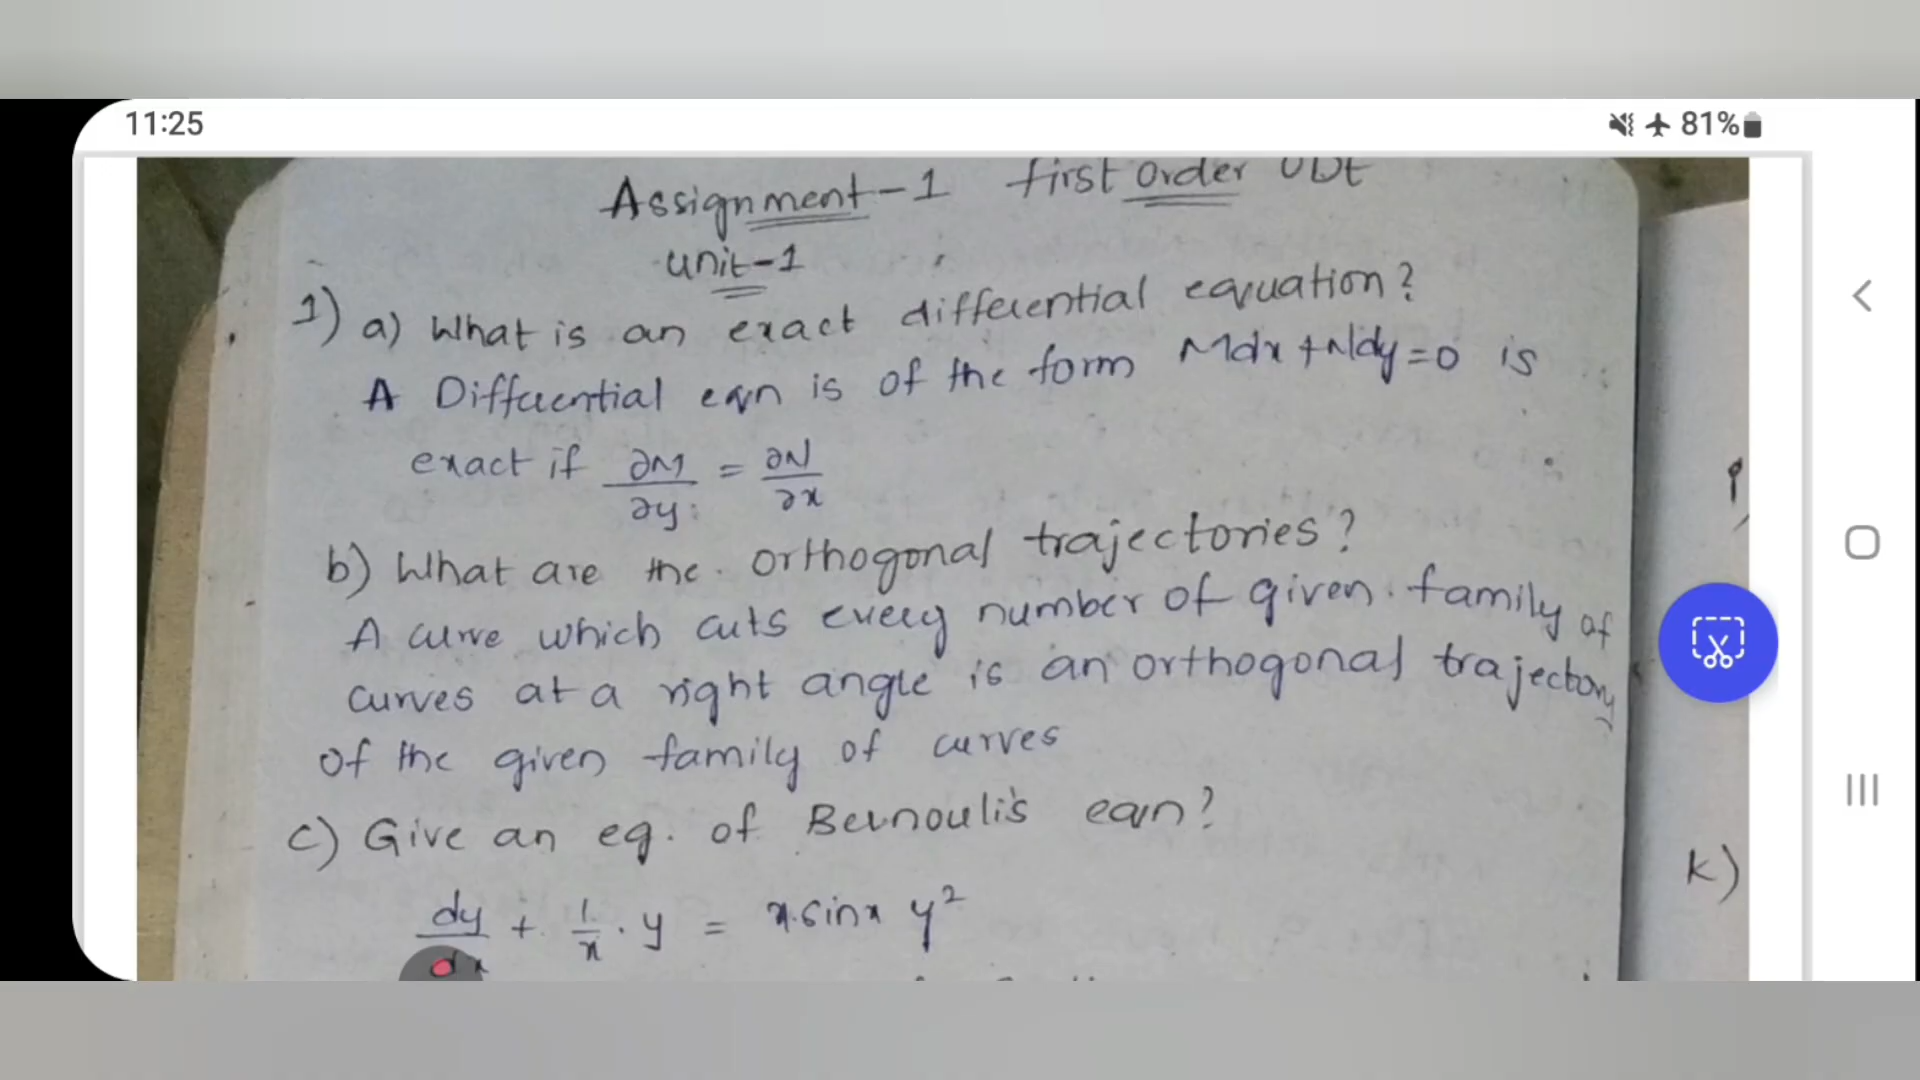 11:25
81%
Assignment-1 first Order ODE
unit-1
1) a) What is an exact differential equation?
A Differential eqn is of the form Mdx+Ndy=0 is
exact if ∂M/∂y = ∂N/∂x
b) What are the orthogonal trajectories?
A curve which cuts every number of given family of
curves at a right angle is an orthogonal trajectory
of the given family of curves
c) Give an eg. of Bernouli's eqn?
dy/dx + 1/x · y = x·sinx y²
k)